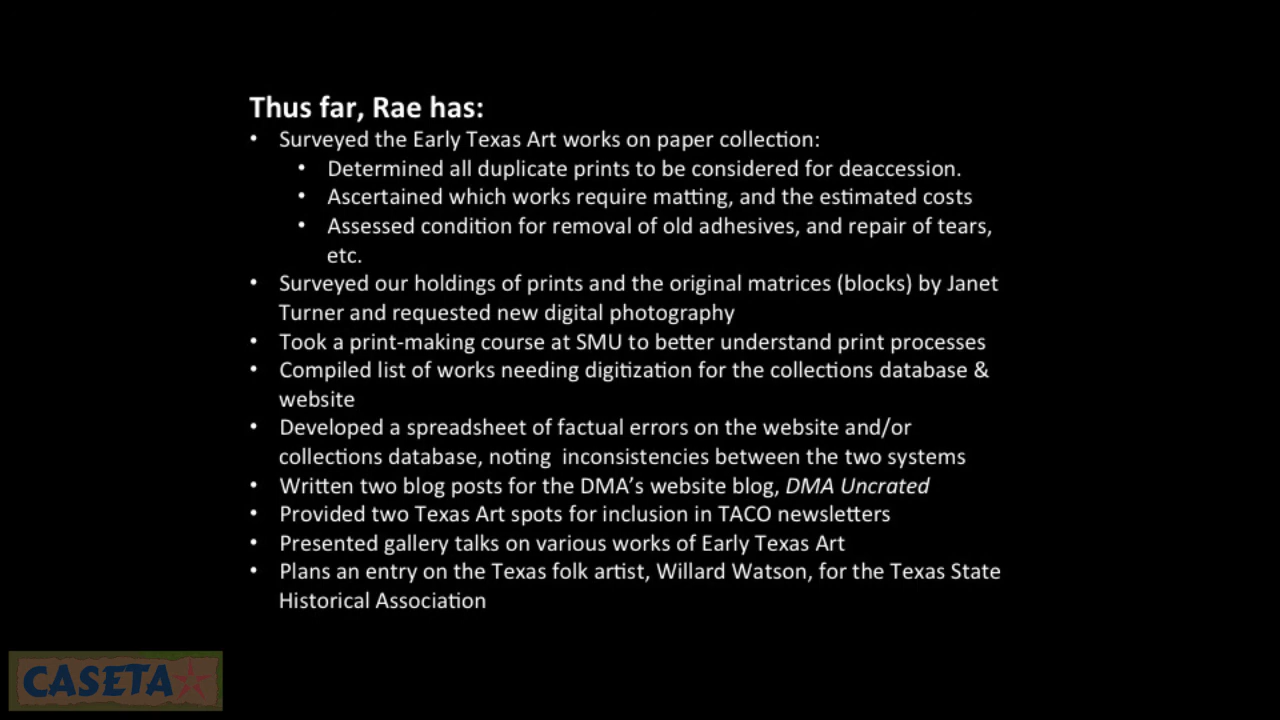 Thus far, Rae has:
• Surveyed the Early Texas Art works on paper collection:
• Determined all duplicate prints to be considered for deaccession.
• Ascertained which works require matting, and the estimated costs
• Assessed condition for removal of old adhesives, and repair of tears,
etc.
• Surveyed our holdings of prints and the original matrices (blocks) by Janet
Turner and requested new digital photography
• Took a print-making course at SMU to better understand print processes
• Compiled list of works needing digitization for the collections database &
website
• Developed a spreadsheet of factual errors on the website and/or
collections database, noting  inconsistencies between the two systems
• Written two blog posts for the DMA’s website blog, DMA Uncrated
• Provided two Texas Art spots for inclusion in TACO newsletters
• Presented gallery talks on various works of Early Texas Art
• Plans an entry on the Texas folk artist, Willard Watson, for the Texas State
Historical Association
CASETA